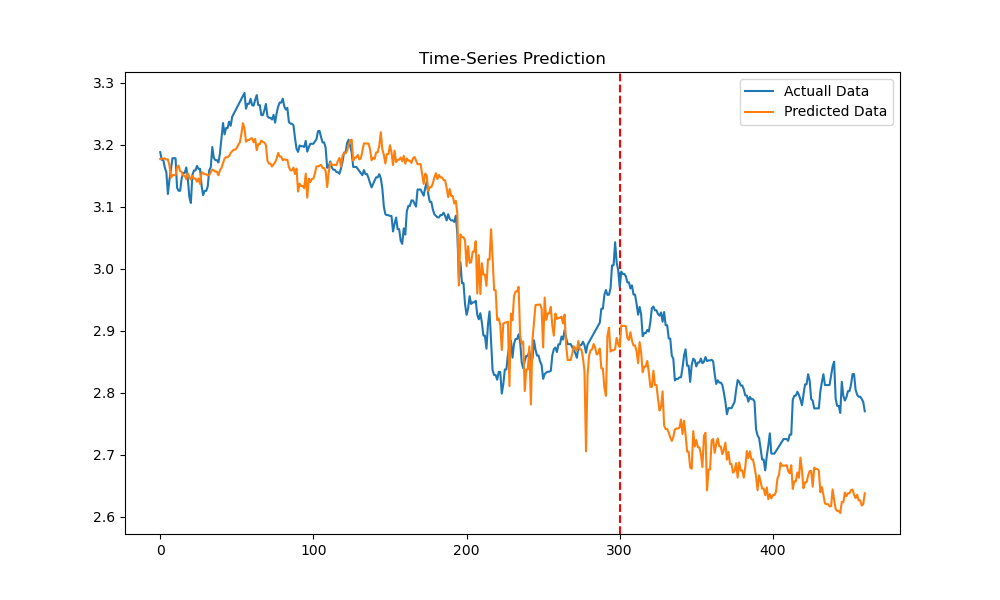 Time-Series Prediction
Actuall Data
Predicted Data
3.3
3.2
3.1
3.0
2.9
2.8
2.7
2.6
0 100 200 300 400